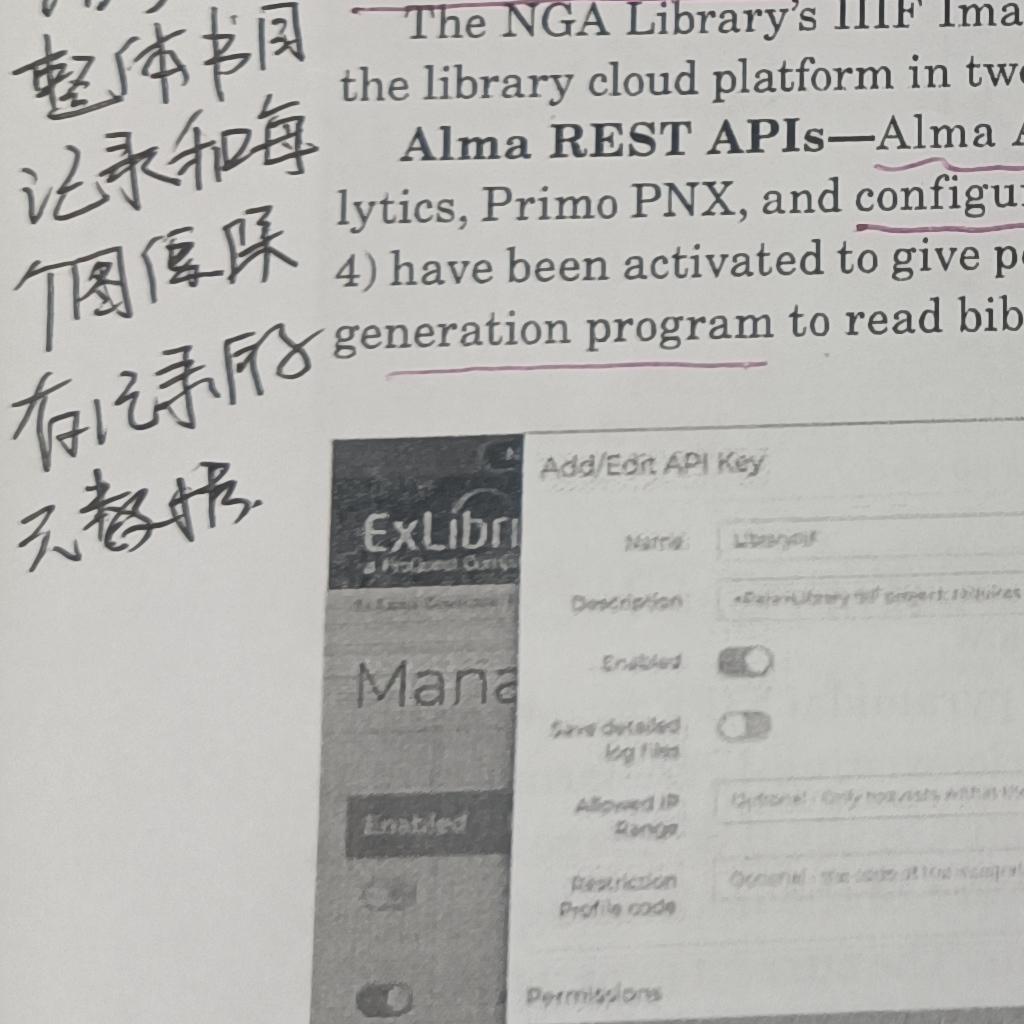 整体书目
记录和每
个图像保
存记录的
元数据.
The NGA Library's IIIF Ima
the library cloud platform in two
Alma REST APIs—Alma A
lytics, Primo PNX, and configu
4) have been activated to give pe
generation program to read bib
ExLibri
Mana
Enabled
Add/Edit API Key
Name
Description
Enabled
Save detailed
log files
Allowed IP
Range
Restriction
Profile code
Permissions